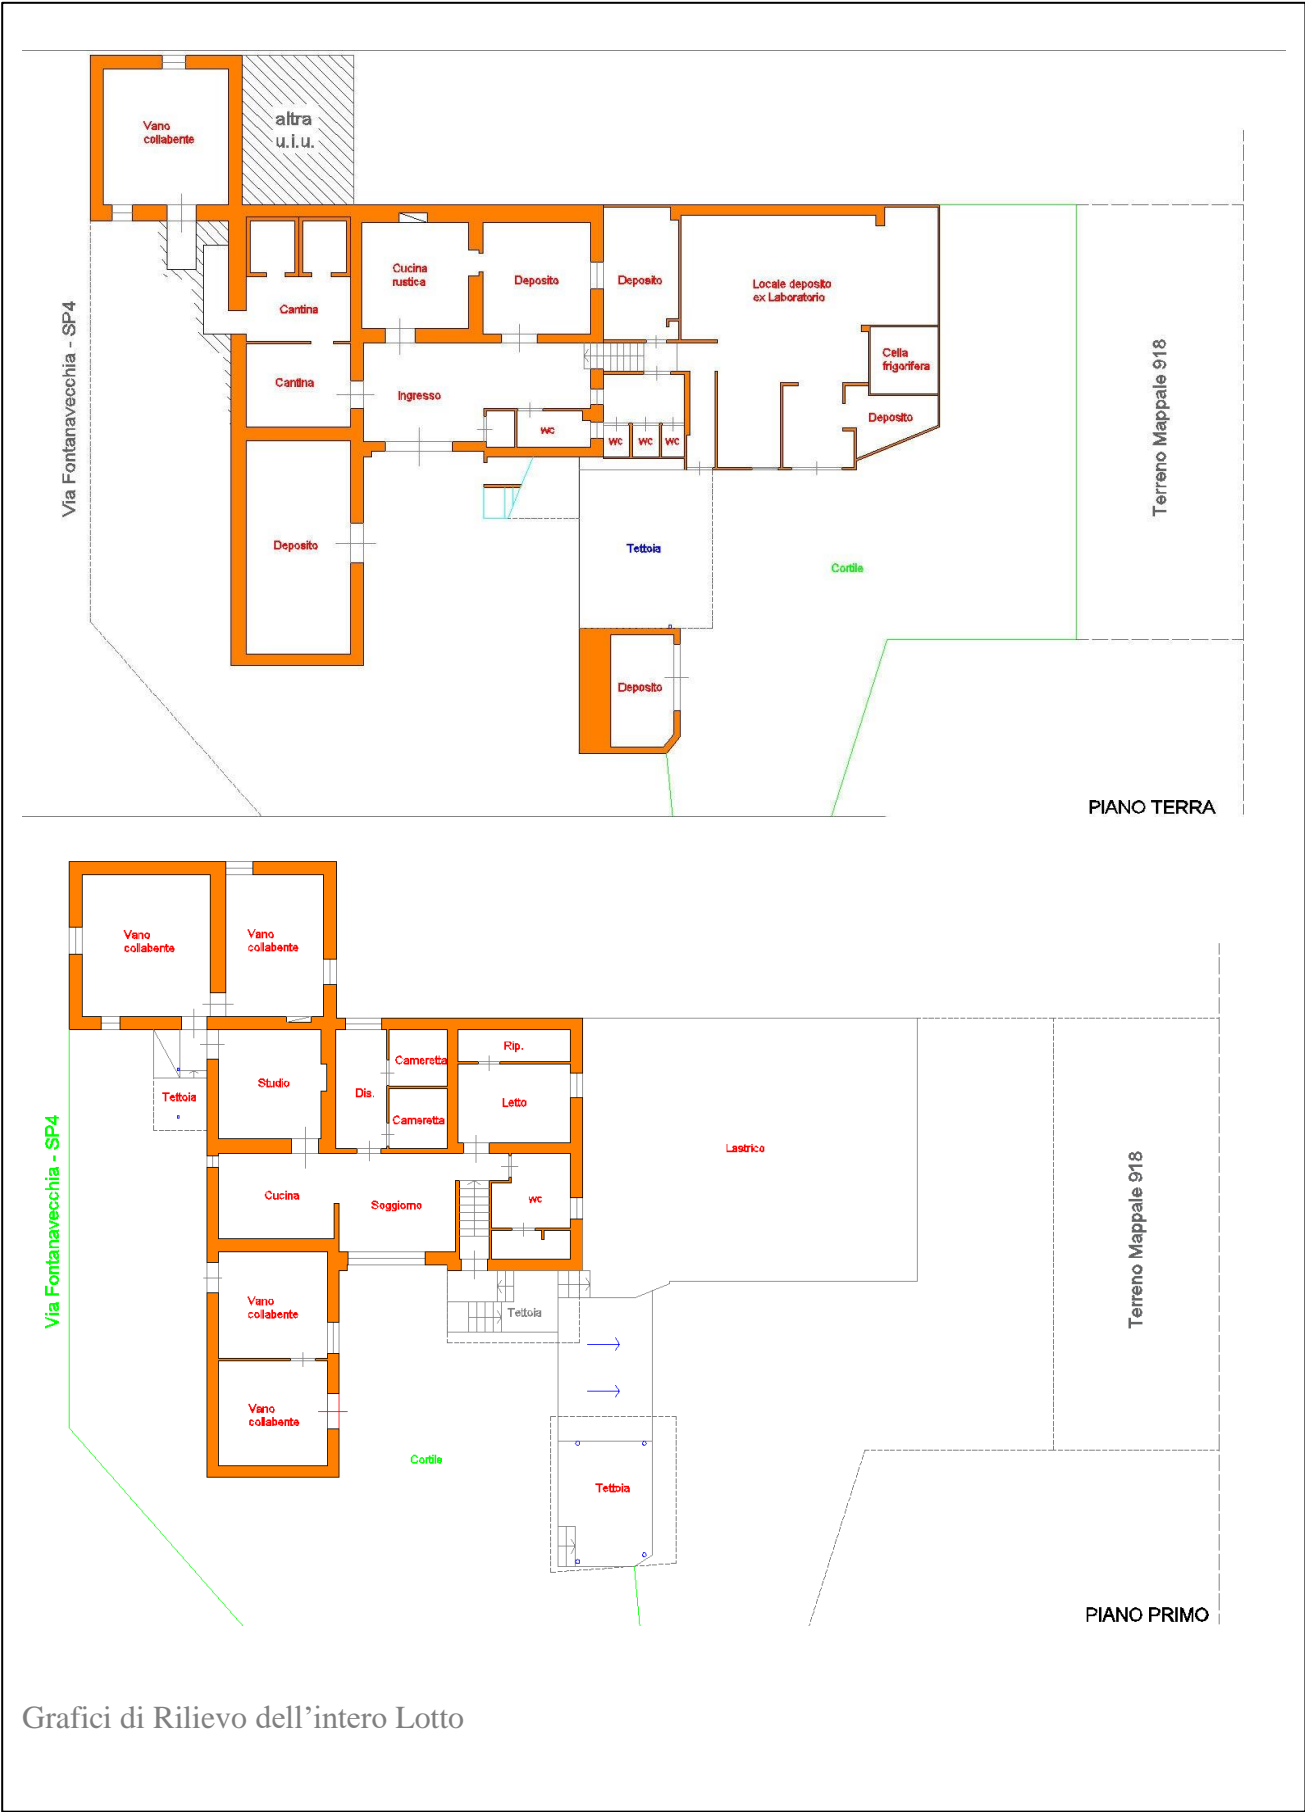 altra
u.i.u.
Vano
collabente
Cucina
rustica
Deposito
Deposito
Locale deposito
ex Laboratorio
Cantina
Cella
frigorifera
Cantina
Ingresso
Deposito
wc
wc
wc
wc
Via Fontanavecchia - SP4
Terreno Mappale 918
Deposito
Tettoia
Cortile
Deposito
PIANO TERRA
Vano
collabente
Vano
collabente
Rip.
Cameretta
Studio
Dis.
Letto
Tettoia
Cameretta
Lastrico
Cucina
Soggiorno
wc
Via Fontanavecchia - SP4
Terreno Mappale 918
Vano
collabente
Tettoia
Vano
collabente
Cortile
Tettoia
PIANO PRIMO
Grafici di Rilievo dell'intero Lotto